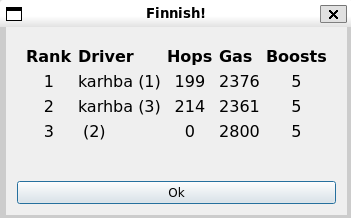 Finnish!
Rank Driver Hops Gas Boosts
1 karhba (1) 199 2376 5
2 karhba (3) 214 2361 5
3 (2) 0 2800 5
Ok